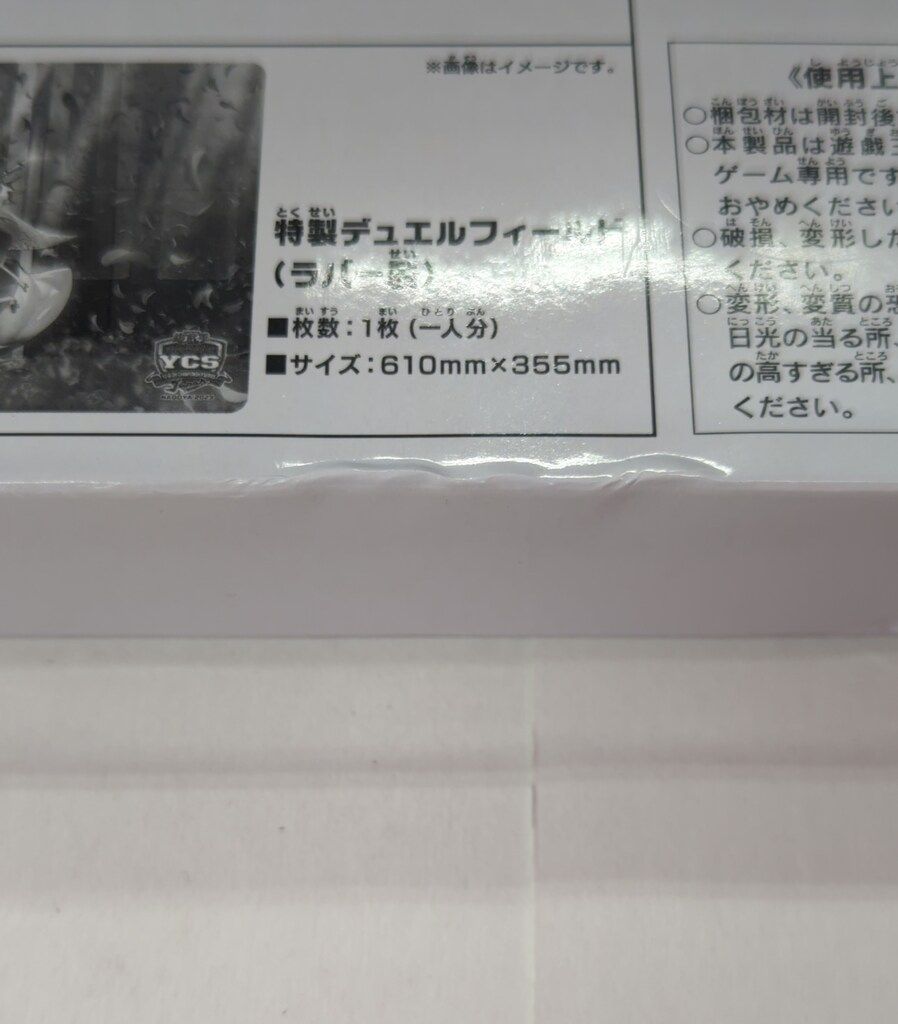 ※画像はイメージです。
特製デュエルフィールド
(ラバー製)
■枚数:1枚(一人分)
■サイズ:610mm×355mm
YCS
《使用上
○梱包材は開封後
○本製品は遊戯王
ゲーム専用です
おやめください
○破損、変形した
ください。
○変形、変質の恐
日光の当る所、
の高すぎる所、
ください。